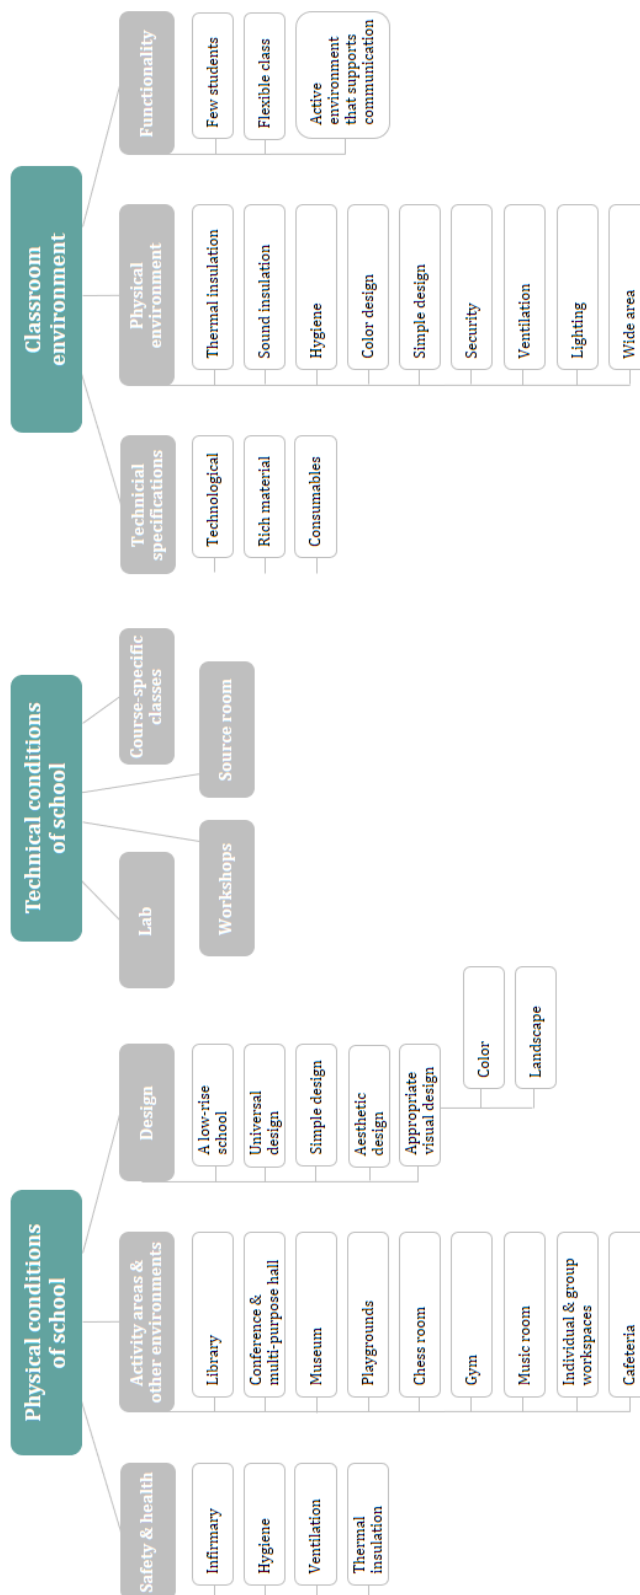 Physical conditions
of school
Safety & health
Infirmary
Hygiene
Ventilation
Thermal
insulation
Activity areas &
other environments
Library
Conference &
multi-purpose hall
Museum
Playgrounds
Chess room
Gym
Music room
Individual & group
workspaces
Cafeteria
Design
A low-rise
school
Universal
design
Simple design
Aesthetic
design
Appropriate
visual design
Color
Landscape
Technical conditions
of school
Lab
Workshops
Source room
Course-specific
classes
Classroom
environment
Technicial
specifications
Technological
Rich material
Consumables
Physical
environment
Thermal insulation
Sound insulation
Hygiene
Color design
Simple design
Security
Ventilation
Lighting
Wide area
Functionality
Few students
Flexible class
Active
environment
that supports
communication